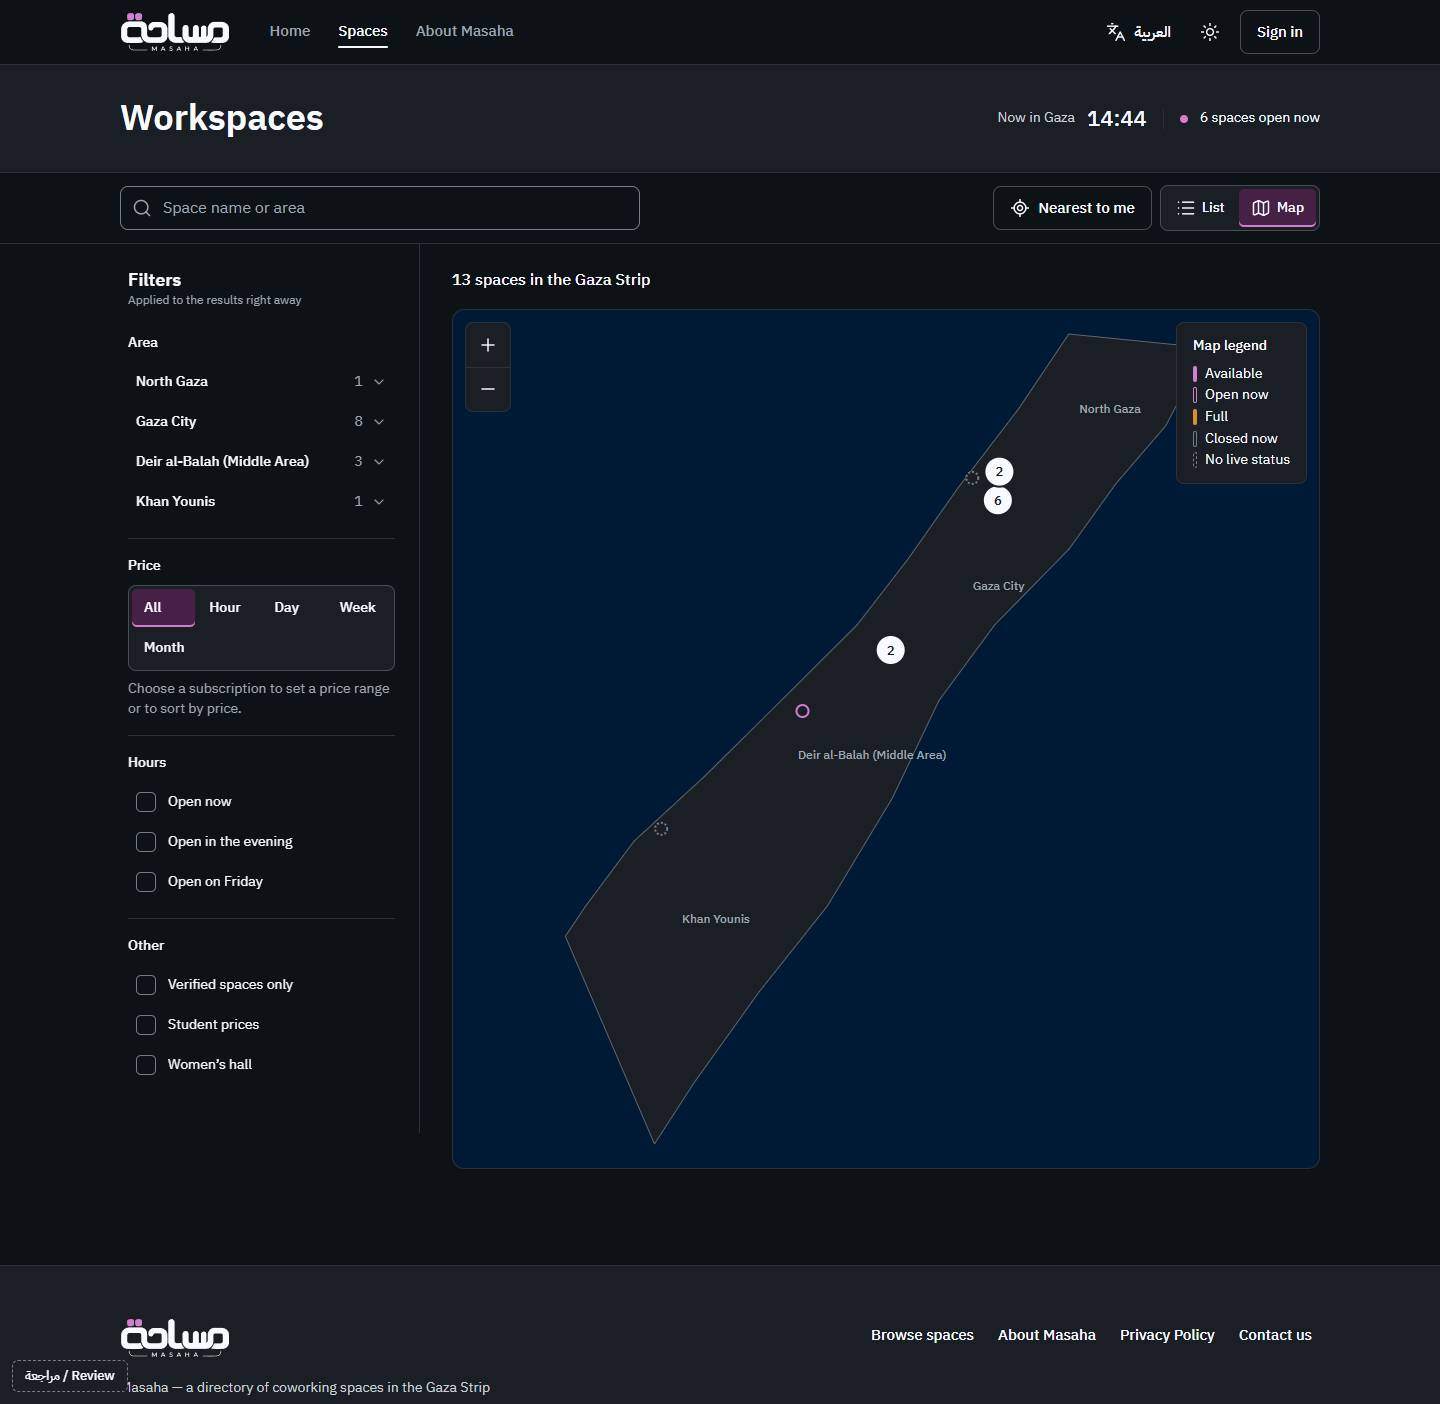 مساحة
MASAHA
Home
Spaces
About Masaha
العربية
Sign in
Workspaces
Now in Gaza 14:44
6 spaces open now
Space name or area
Nearest to me
List
Map
Filters
Applied to the results right away
Area
North Gaza 1
Gaza City 8
Deir al-Balah (Middle Area) 3
Khan Younis 1
Price
All Hour Day Week
Month
Choose a subscription to set a price range
or to sort by price.
Hours
Open now
Open in the evening
Open on Friday
Other
Verified spaces only
Student prices
Women’s hall
13 spaces in the Gaza Strip
+
−
Map legend
Available
Open now
Full
Closed now
No live status
North Gaza
2
6
Gaza City
2
Deir al-Balah (Middle Area)
Khan Younis
مساحة
MASAHA
Browse spaces
About Masaha
Privacy Policy
Contact us
مراجعة / Review
Masaha — a directory of coworking spaces in the Gaza Strip